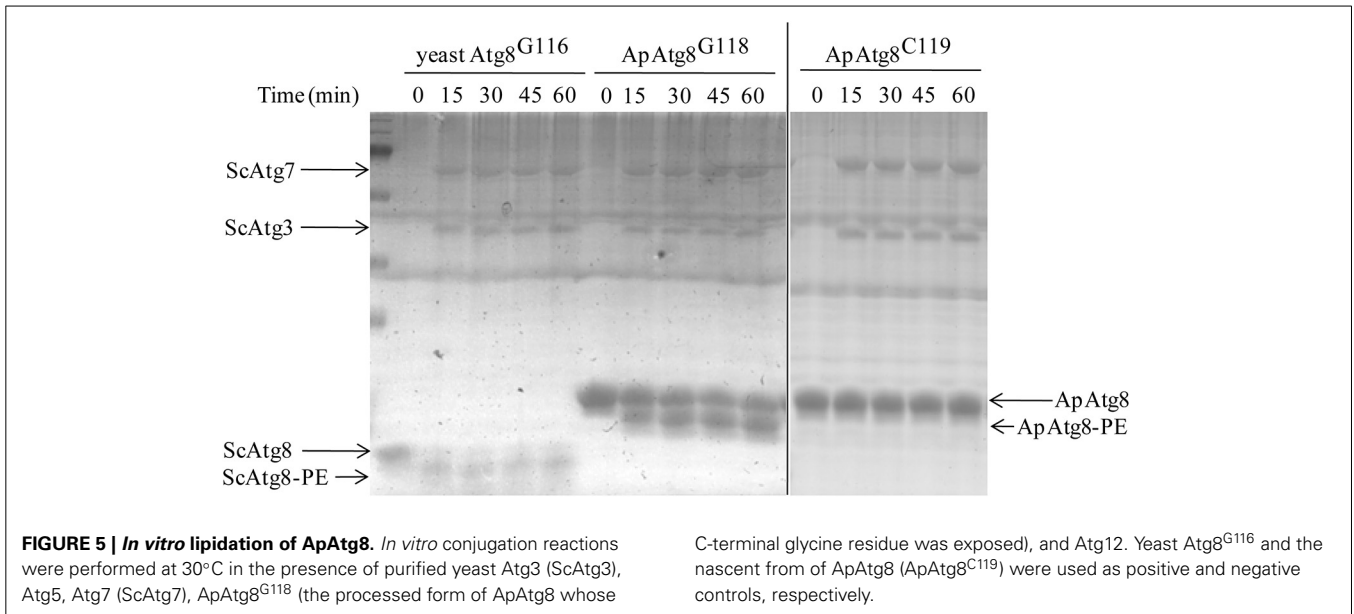 yeast Atg8G116 ApAtg8G118 ApAtg8C119
Time (min) 0 15 30 45 60 0 15 30 45 60 0 15 30 45 60
ScAtg7
ScAtg3
ApAtg8
ApAtg8-PE
ScAtg8
ScAtg8-PE
FIGURE 5 | In vitro lipidation of ApAtg8. In vitro conjugation reactions
were performed at 30°C in the presence of purified yeast Atg3 (ScAtg3),
Atg5, Atg7 (ScAtg7), ApAtg8G118 (the processed form of ApAtg8 whose
C-terminal glycine residue was exposed), and Atg12. Yeast Atg8G116 and the
nascent from of ApAtg8 (ApAtg8C119) were used as positive and negative
controls, respectively.